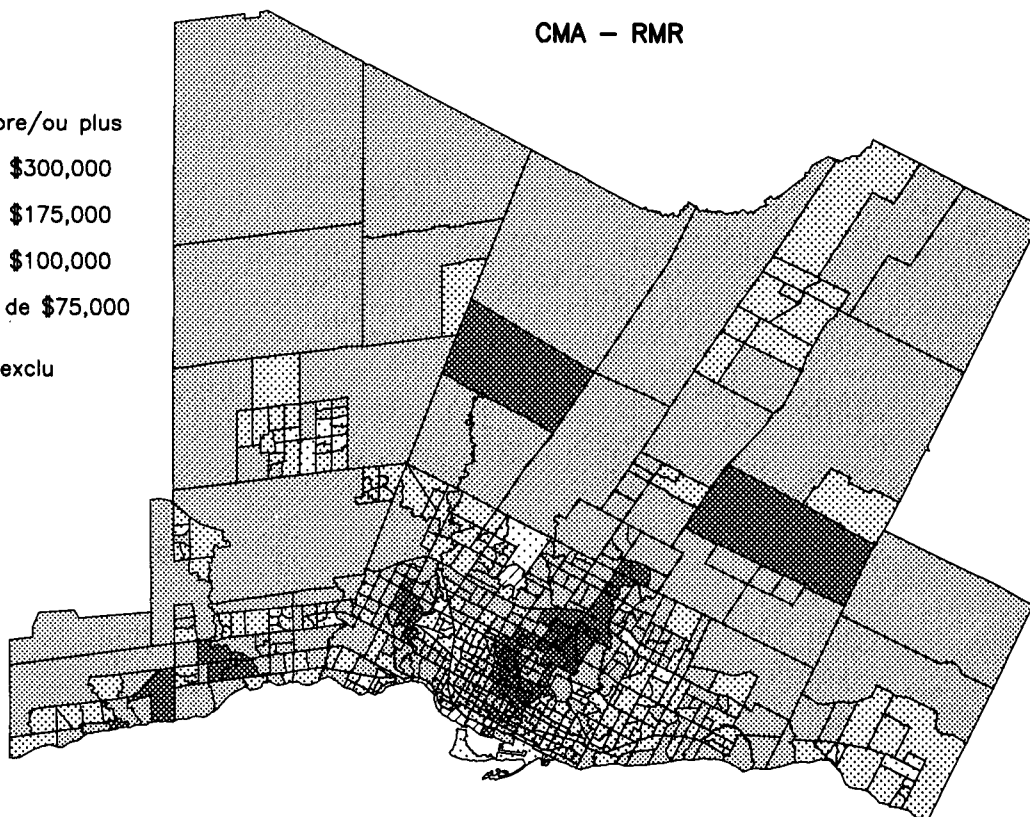 CMA – RMR
ore/ou plus
$300,000
$175,000
$100,000
de $75,000
exclu